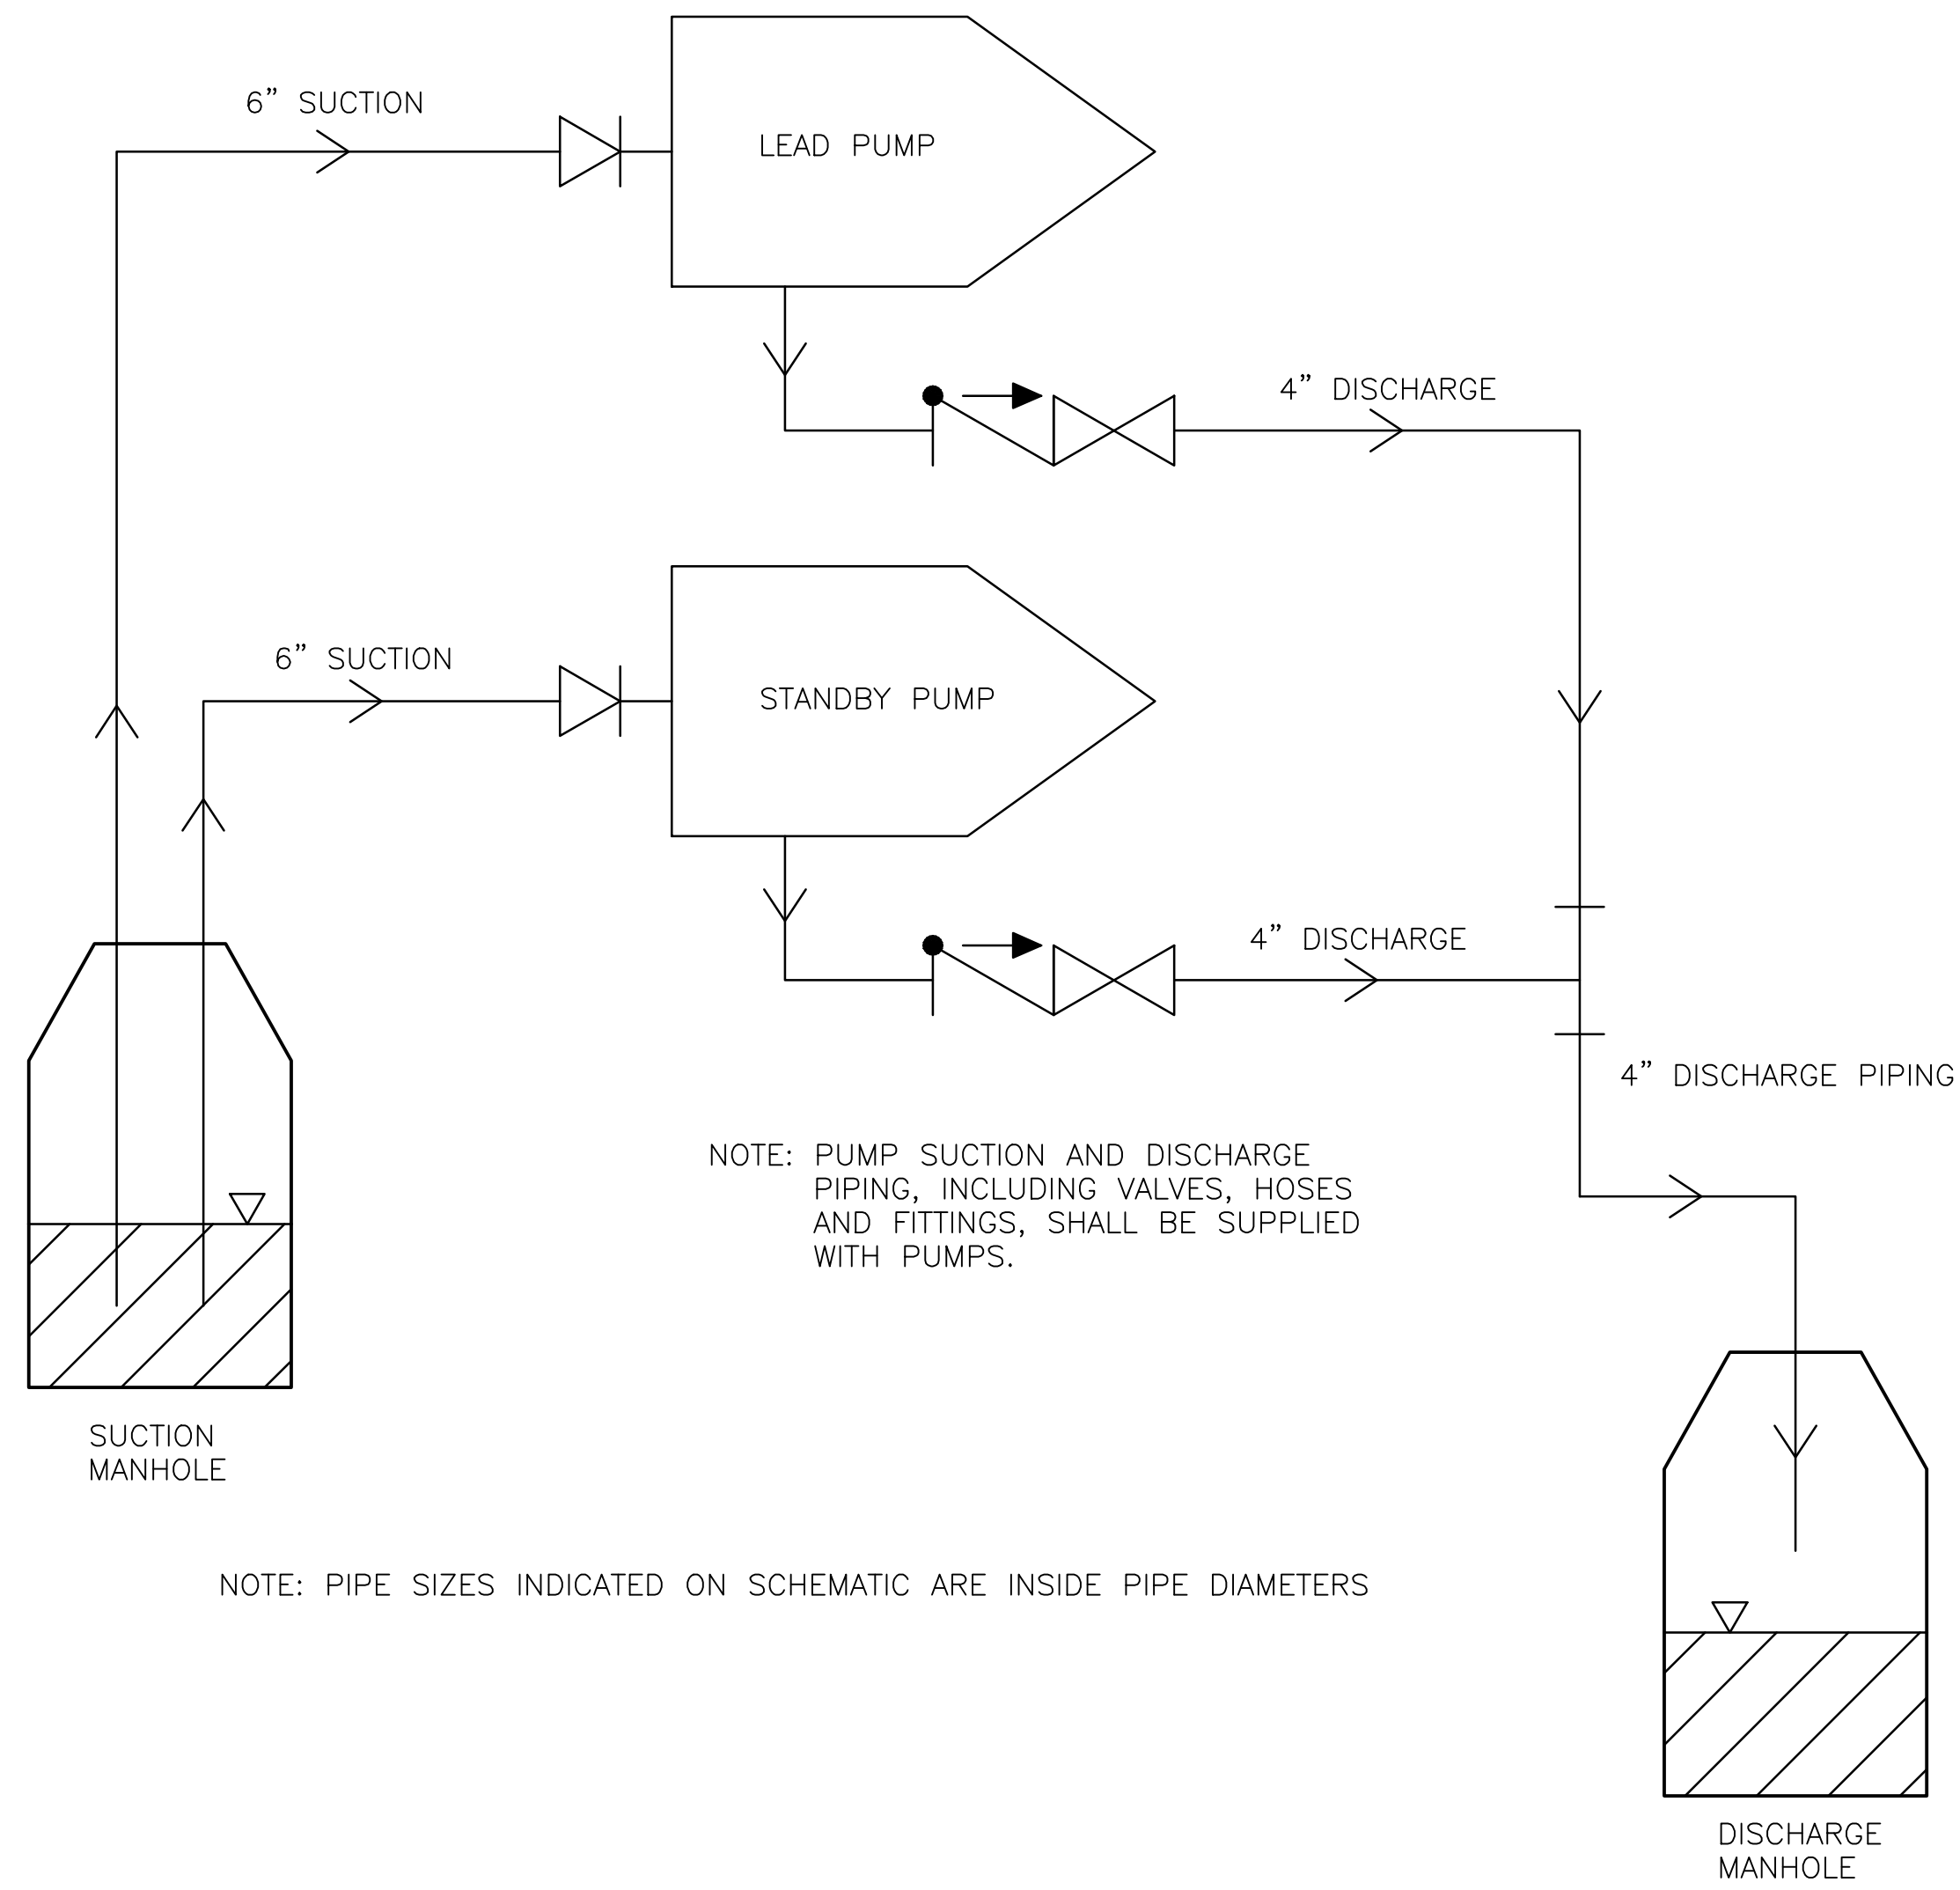 6” SUCTION
LEAD PUMP
4” DISCHARGE
6” SUCTION
STANDBY PUMP
4” DISCHARGE
4” DISCHARGE PIPING
NOTE: PUMP SUCTION AND DISCHARGE
PIPING, INCLUDING VALVES, HOSES
AND FITTINGS, SHALL BE SUPPLIED
WITH PUMPS.
SUCTION
MANHOLE
NOTE: PIPE SIZES INDICATED ON SCHEMATIC ARE INSIDE PIPE DIAMETERS
DISCHARGE
MANHOLE